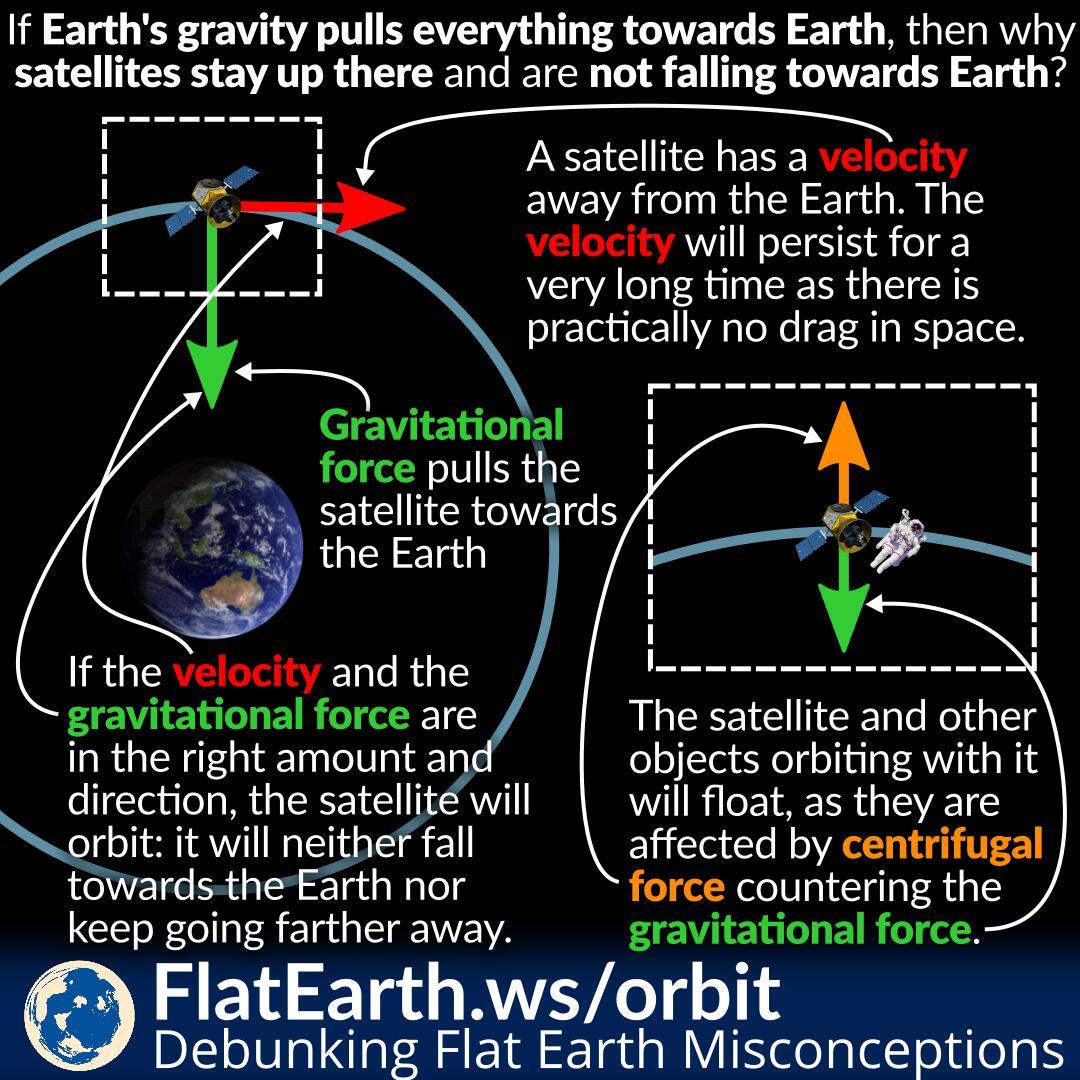 If Earth's gravity pulls everything towards Earth, then why
satellites stay up there and are not falling towards Earth?
A satellite has a velocity
away from the Earth. The
velocity will persist for a
very long time as there is
practically no drag in space.
Gravitational
force pulls the
satellite towards
the Earth
If the velocity and the
gravitational force are
in the right amount and
direction, the satellite will
orbit: it will neither fall
towards the Earth nor
keep going farther away.
The satellite and other
objects orbiting with it
will float, as they are
affected by centrifugal
force countering the
gravitational force.
FlatEarth.ws/orbit
Debunking Flat Earth Misconceptions